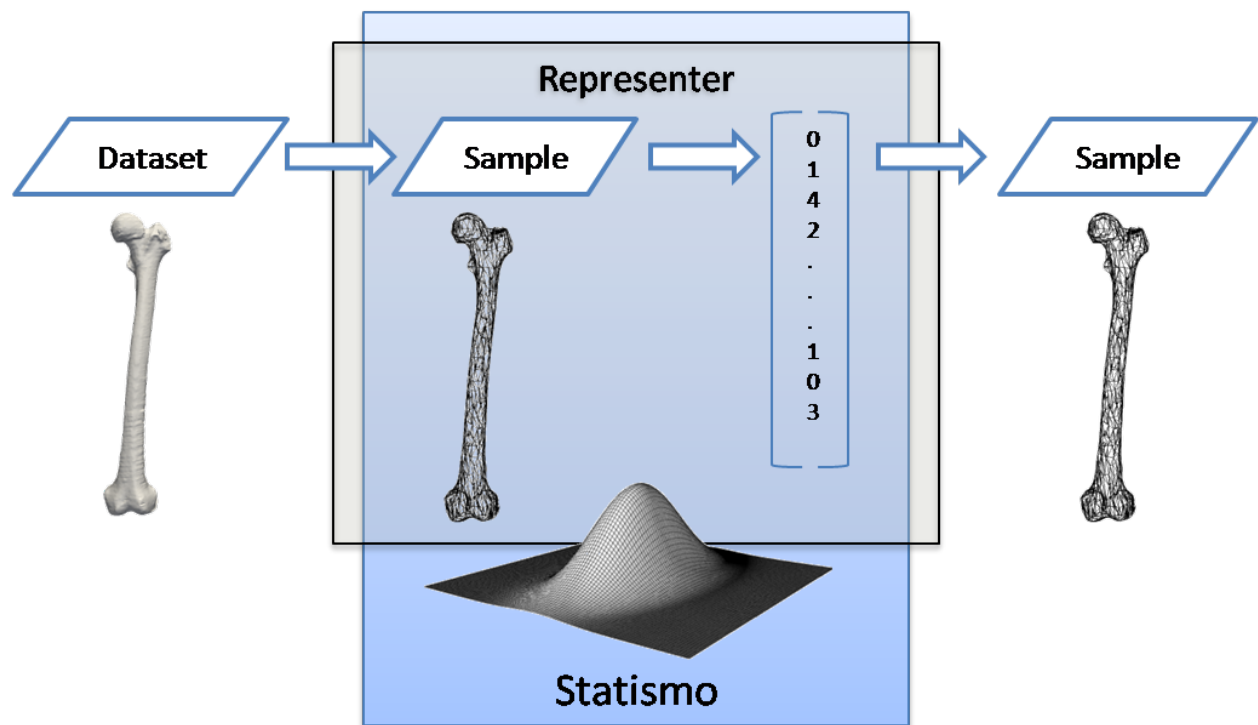 Representer
Dataset
Sample
0
1
4
2
.
.
.
1
0
3
Sample
Statismo